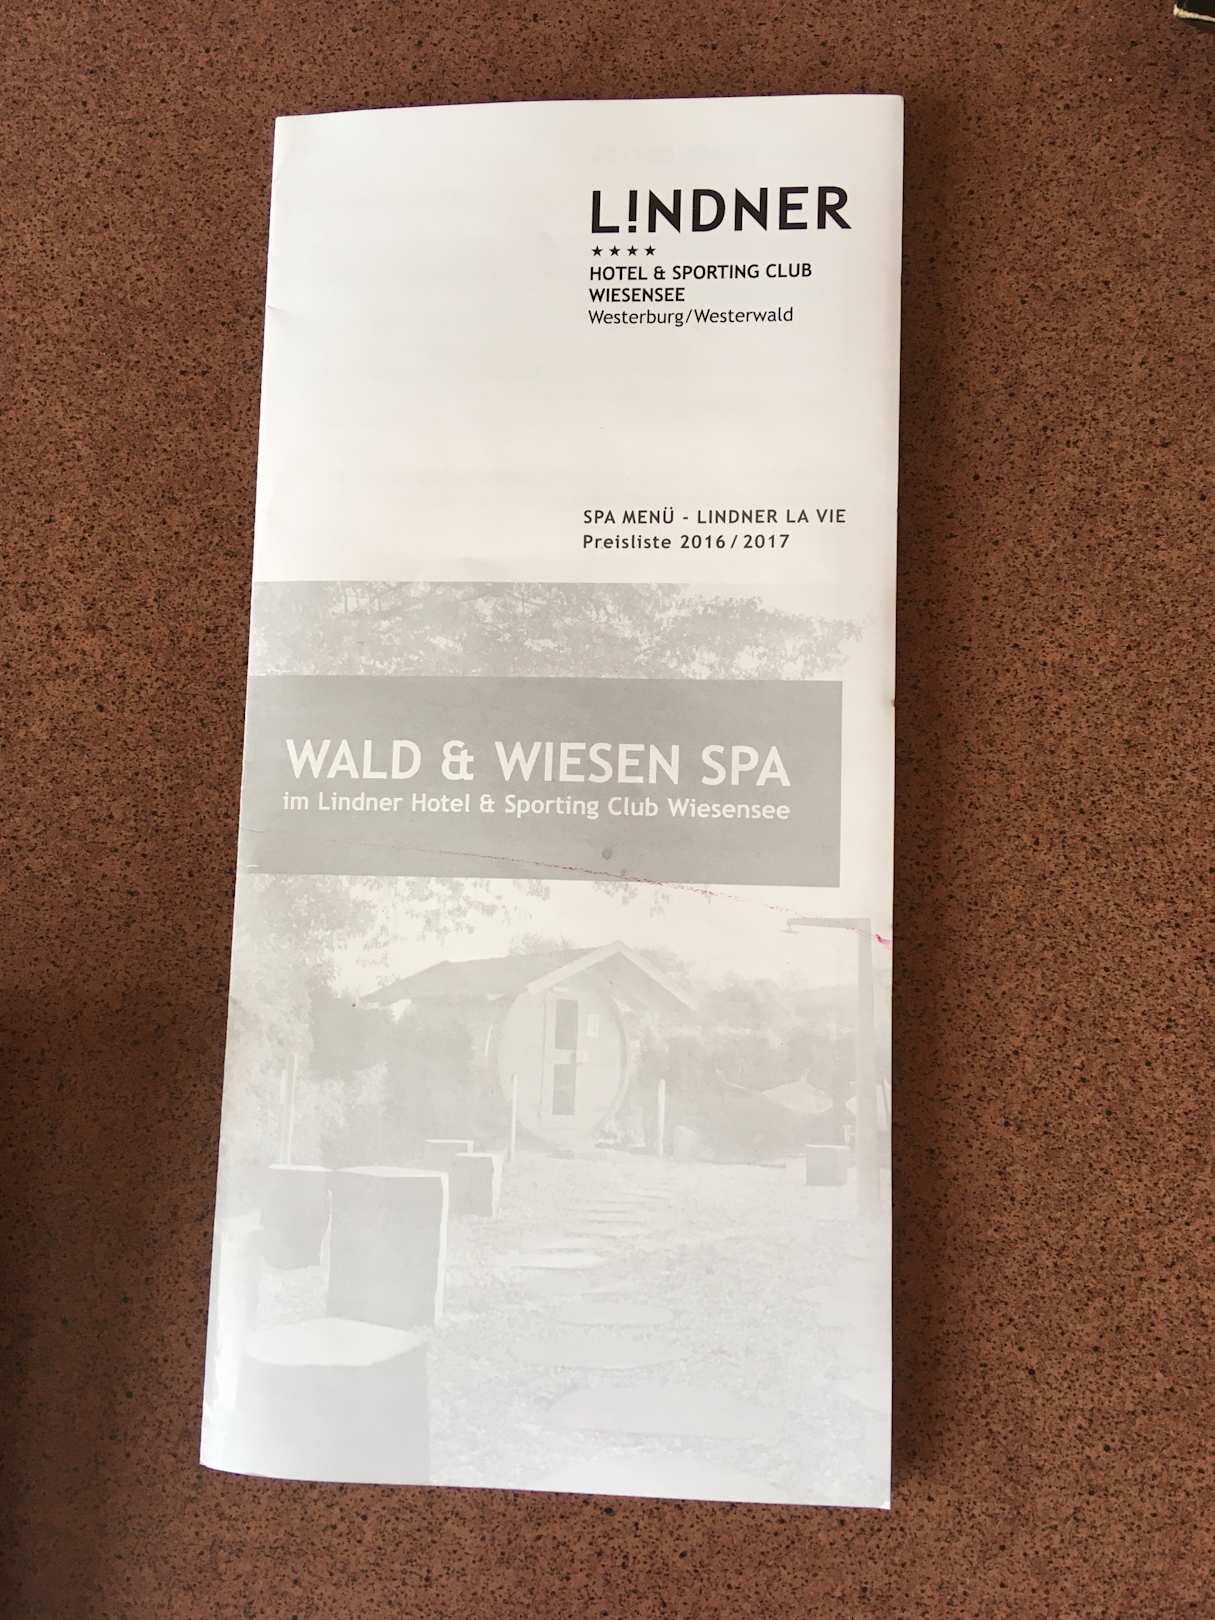 L!NDNER
★★★★
HOTEL & SPORTING CLUB
WIESENSEE
Westerburg/Westerwald
SPA MENÜ - LINDNER LA VIE
Preisliste 2016/2017
WALD & WIESEN SPA
im Lindner Hotel & Sporting Club Wiesensee